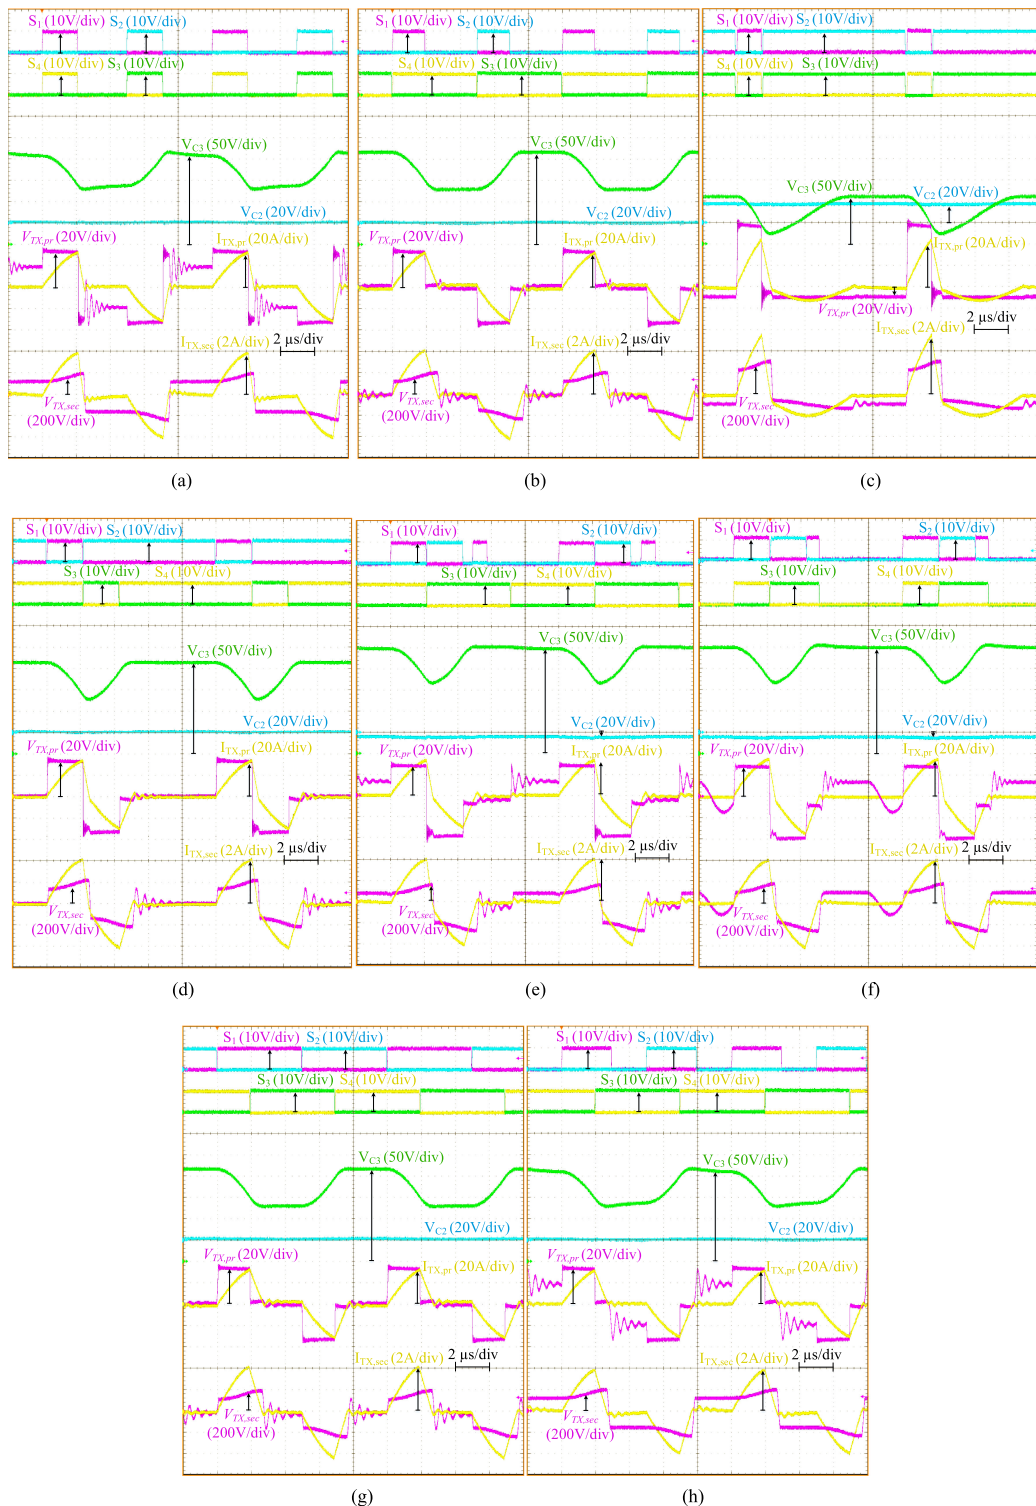 S1 (10V/div) S2 (10V/div)
S4 (10V/div) S3 (10V/div)
VC3 (50V/div)
VC2 (20V/div)
VTX,pr (20V/div) ITX,pr (20A/div)
2 µs/div
ITX,sec (2A/div)
VTX,sec
(200V/div)
(a)
S1 (10V/div) S2 (10V/div)
S4 (10V/div) S3 (10V/div)
VC3 (50V/div)
VC2 (20V/div)
VTX,pr (20V/div) ITX,pr (20A/div)
2 µs/div
ITX,sec (2A/div)
VTX,sec
(200V/div)
(b)
S1 (10V/div) S2 (10V/div)
S4 (10V/div) S3 (10V/div)
VC3 (50V/div) VC2 (20V/div)
ITX,pr (20A/div)
VTX,pr (20V/div)
ITX,sec (2A/div) 2 µs/div
VTX,sec
(200V/div)
(c)
S1 (10V/div) S2 (10V/div)
S3 (10V/div) S4 (10V/div)
VC3 (50V/div)
VC2 (20V/div)
VTX,pr (20V/div) ITX,pr (20A/div)
ITX,sec (2A/div) 2 µs/div
VTX,sec
(200V/div)
(d)
S1 (10V/div) S2 (10V/div)
S3 (10V/div) S4 (10V/div)
VC3 (50V/div)
VC2 (20V/div)
VTX,pr (20V/div) ITX,pr (20A/div)
ITX,sec (2A/div) 2 µs/div
VTX,sec
(200V/div)
(e)
S1 (10V/div) S2 (10V/div)
S3 (10V/div) S4 (10V/div)
VC3 (50V/div)
VC2 (20V/div)
VTX,pr (20V/div) ITX,pr (20A/div)
ITX,sec (2A/div) 2 µs/div
VTX,sec
(200V/div)
(f)
S1 (10V/div) S2 (10V/div)
S3 (10V/div) S4 (10V/div)
VC3 (50V/div)
VC2 (20V/div)
VTX,pr (20V/div) ITX,pr (20A/div)
ITX,sec (2A/div) 2 µs/div
VTX,sec
(200V/div)
(g)
S1 (10V/div) S2 (10V/div)
S3 (10V/div) S4 (10V/div)
VC3 (50V/div)
VC2 (20V/div)
VTX,pr (20V/div) ITX,pr (20A/div)
ITX,sec (2A/div) 2 µs/div
VTX,sec
(200V/div)
(h)